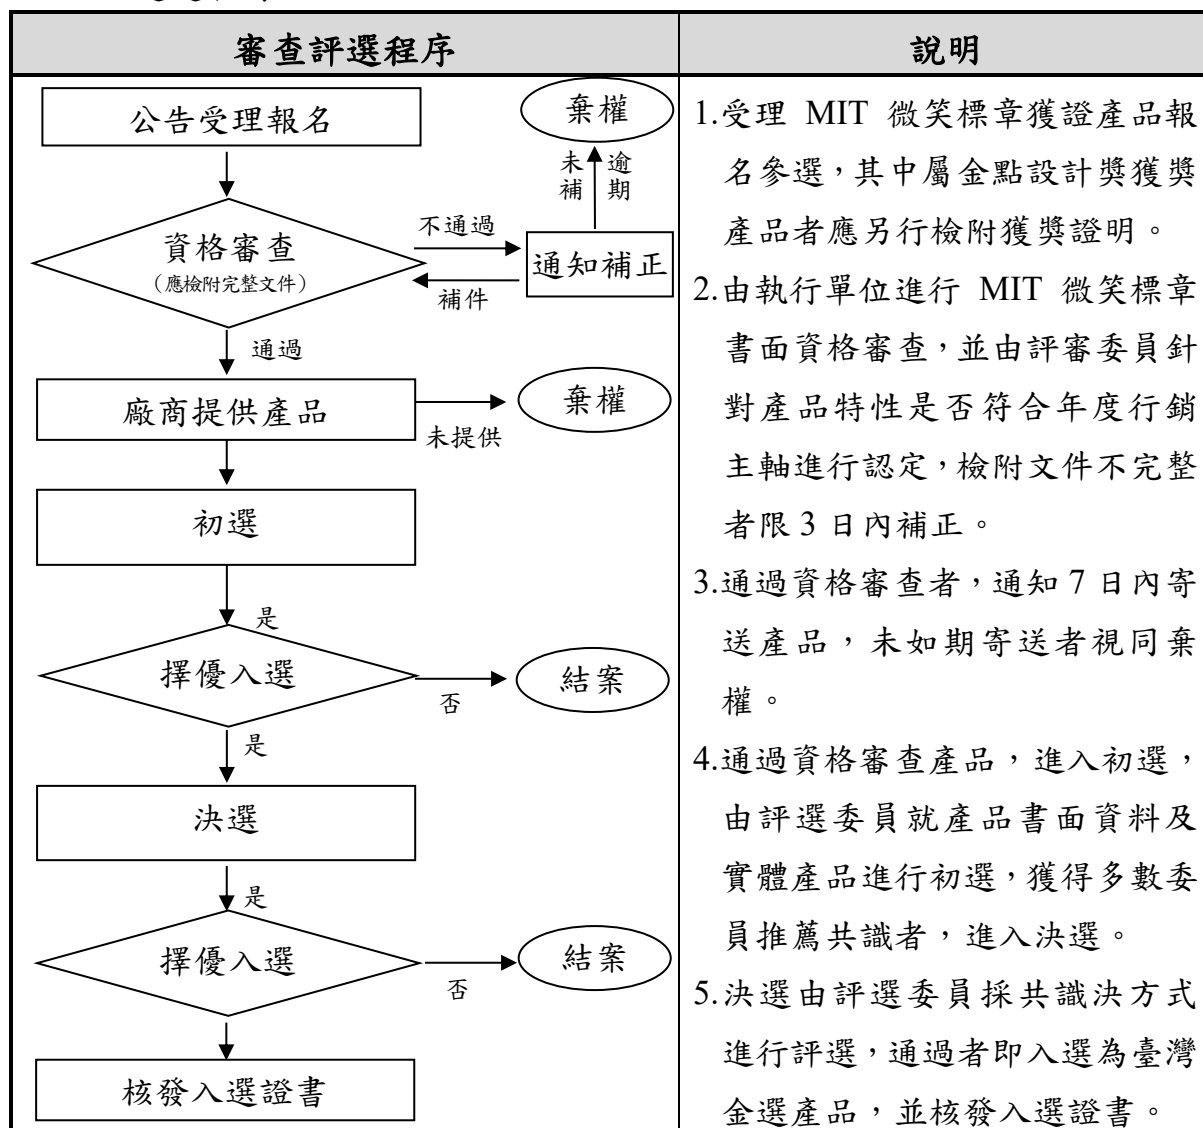 審查評選程序
說明
公告受理報名
棄權
未補
逾期
資格審查
（應檢附完整文件）
不通過
通知補正
補件
通過
廠商提供產品
棄權
未提供
初選
是
擇優入選
結案
否
是
決選
是
擇優入選
結案
否
核發入選證書
1.受理 MIT 微笑標章獲證產品報
名參選，其中屬金點設計獎獲獎
產品者應另行檢附獲獎證明。
2.由執行單位進行 MIT 微笑標章
書面資格審查，並由評審委員針
對產品特性是否符合年度行銷
主軸進行認定，檢附文件不完整
者限 3 日內補正。
3.通過資格審查者，通知 7 日內寄
送產品，未如期寄送者視同棄
權。
4.通過資格審查產品，進入初選，
由評選委員就產品書面資料及
實體產品進行初選，獲得多數委
員推薦共識者，進入決選。
5.決選由評選委員採共識決方式
進行評選，通過者即入選為臺灣
金選產品，並核發入選證書。